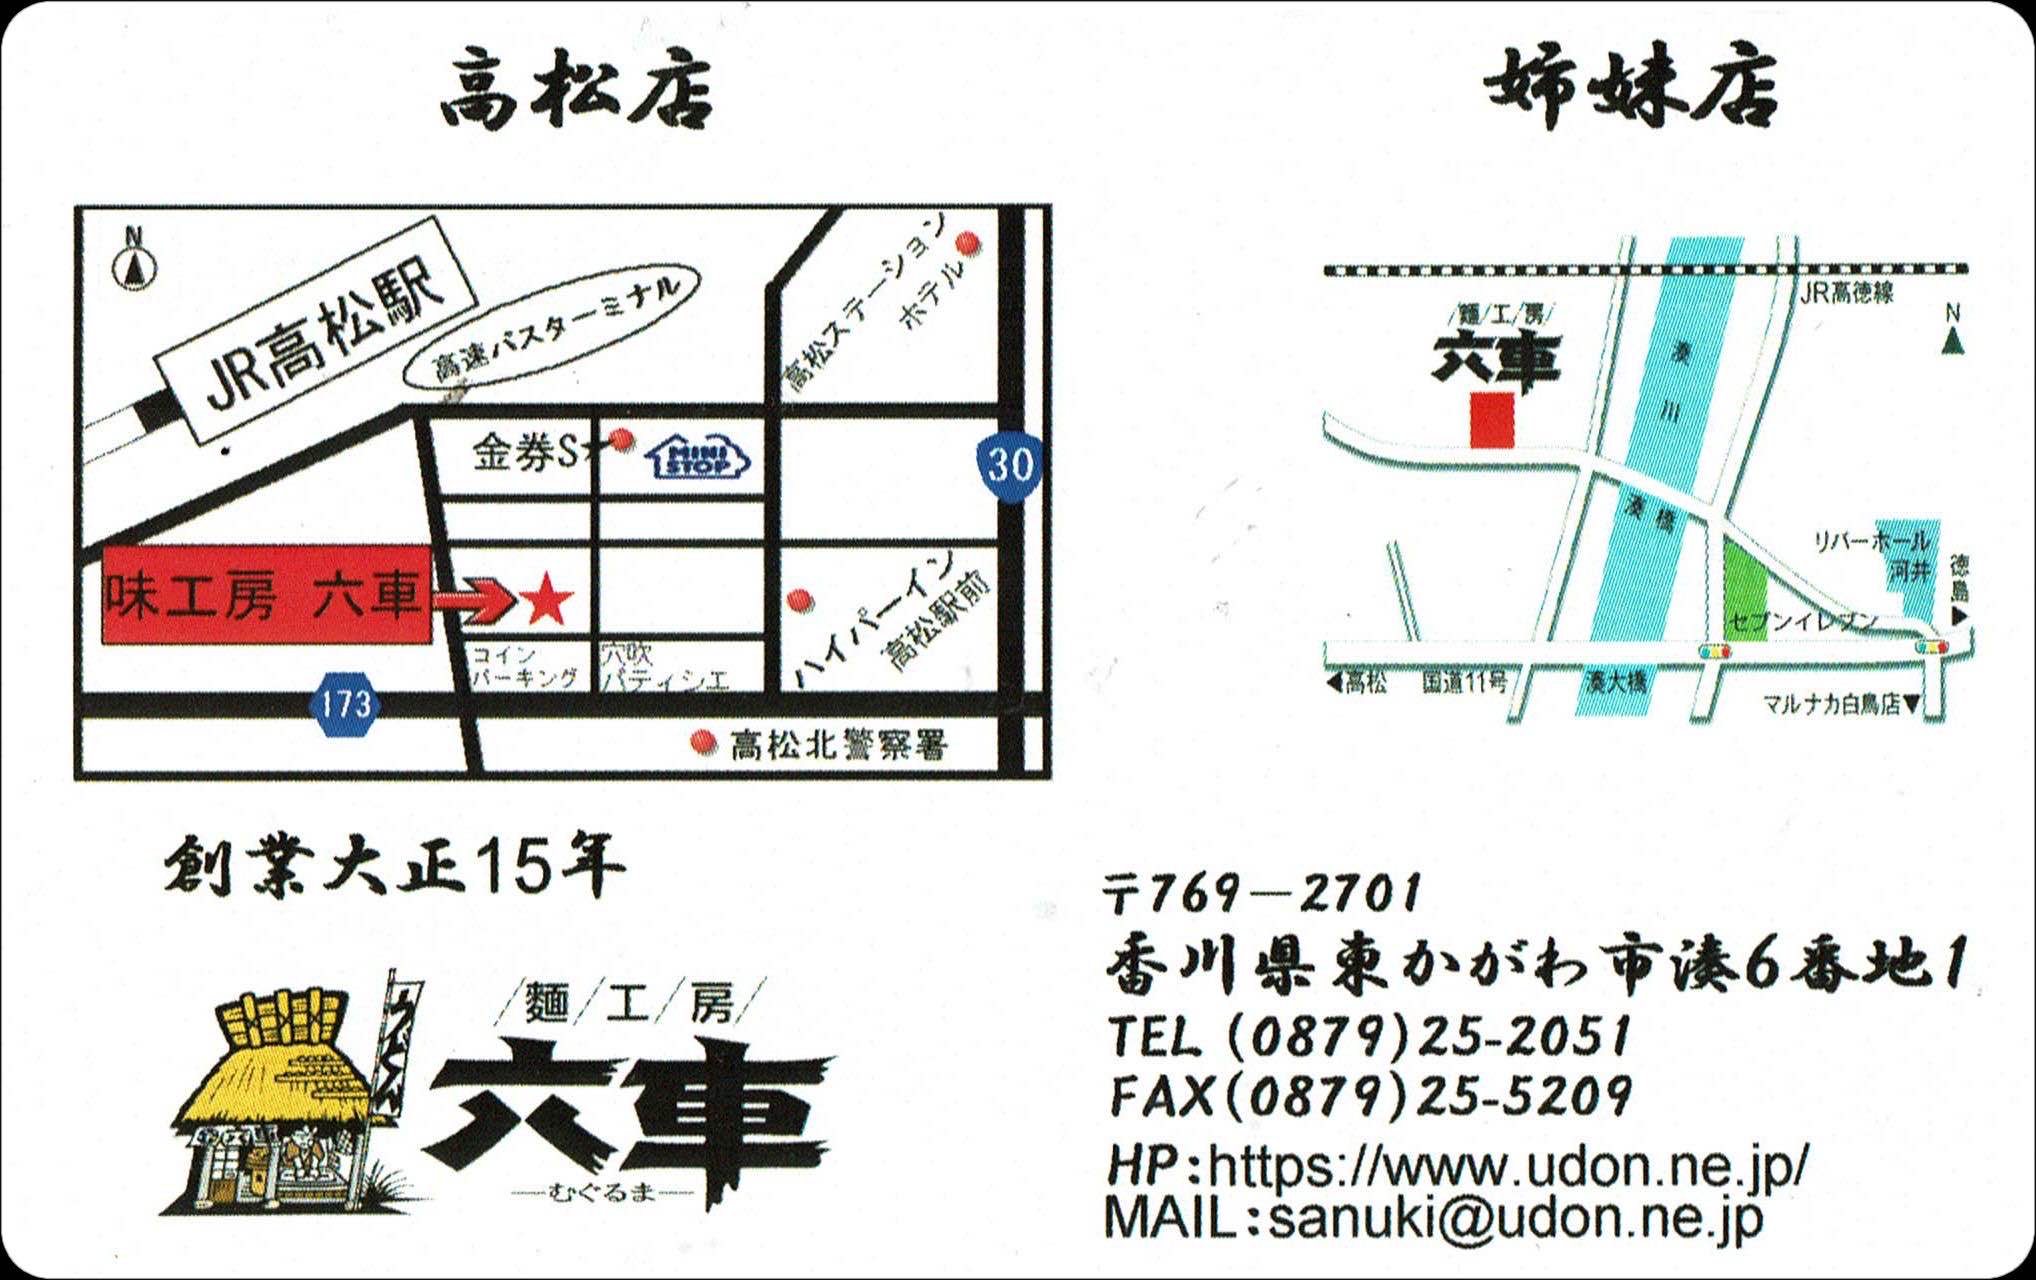 高松店
N
JR高松駅
高速バスターミナル
高松ステーション
ホテル
金券S
MINI
STOP
30
味工房 六車
ハイパーイン
高松駅前
コイン
パーキング
穴吹
パティシエ
173
高松北警察署
創業大正15年
うどん
/麺/工/房/
六車
むぐるま
姉妹店
JR高徳線
N
/麺/工/房/
六車
湊川
湊橋
リバーホール
河井
徳島▶
セブンイレブン
◀高松
国道11号
湊大橋
マルナカ白鳥店▼
〒769－2701
香川県東かがわ市湊6番地1
TEL (0879)25-2051
FAX(0879)25-5209
HP:https://www.udon.ne.jp/
MAIL:sanuki@udon.ne.jp